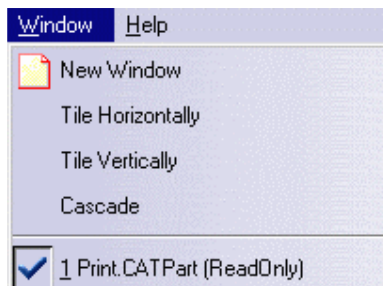 Window Help
New Window
Tile Horizontally
Tile Vertically
Cascade
1 Print.CATPart (ReadOnly)